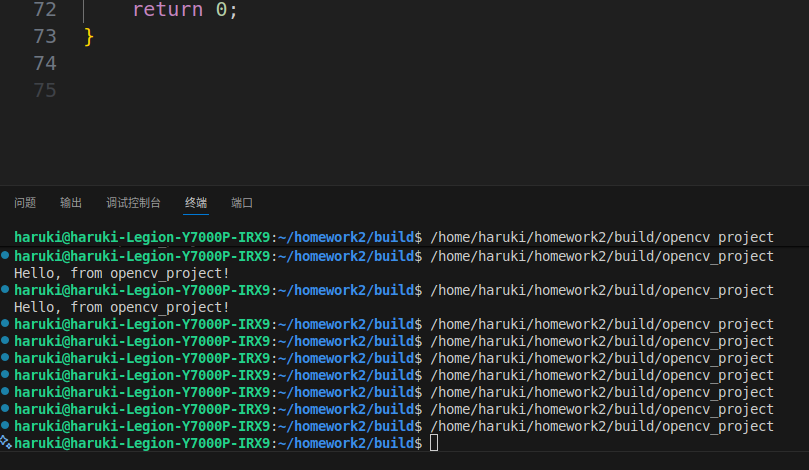 72 return 0;
73 }
74
75
问题 输出 调试控制台 终端 端口
haruki@haruki-Legion-Y7000P-IRX9:~/homework2/build$ /home/haruki/homework2/build/opencv_project
haruki@haruki-Legion-Y7000P-IRX9:~/homework2/build$ /home/haruki/homework2/build/opencv_project
Hello, from opencv_project!
haruki@haruki-Legion-Y7000P-IRX9:~/homework2/build$ /home/haruki/homework2/build/opencv_project
Hello, from opencv_project!
haruki@haruki-Legion-Y7000P-IRX9:~/homework2/build$ /home/haruki/homework2/build/opencv_project
haruki@haruki-Legion-Y7000P-IRX9:~/homework2/build$ /home/haruki/homework2/build/opencv_project
haruki@haruki-Legion-Y7000P-IRX9:~/homework2/build$ /home/haruki/homework2/build/opencv_project
haruki@haruki-Legion-Y7000P-IRX9:~/homework2/build$ /home/haruki/homework2/build/opencv_project
haruki@haruki-Legion-Y7000P-IRX9:~/homework2/build$ /home/haruki/homework2/build/opencv_project
haruki@haruki-Legion-Y7000P-IRX9:~/homework2/build$ /home/haruki/homework2/build/opencv_project
haruki@haruki-Legion-Y7000P-IRX9:~/homework2/build$ /home/haruki/homework2/build/opencv_project
haruki@haruki-Legion-Y7000P-IRX9:~/homework2/build$